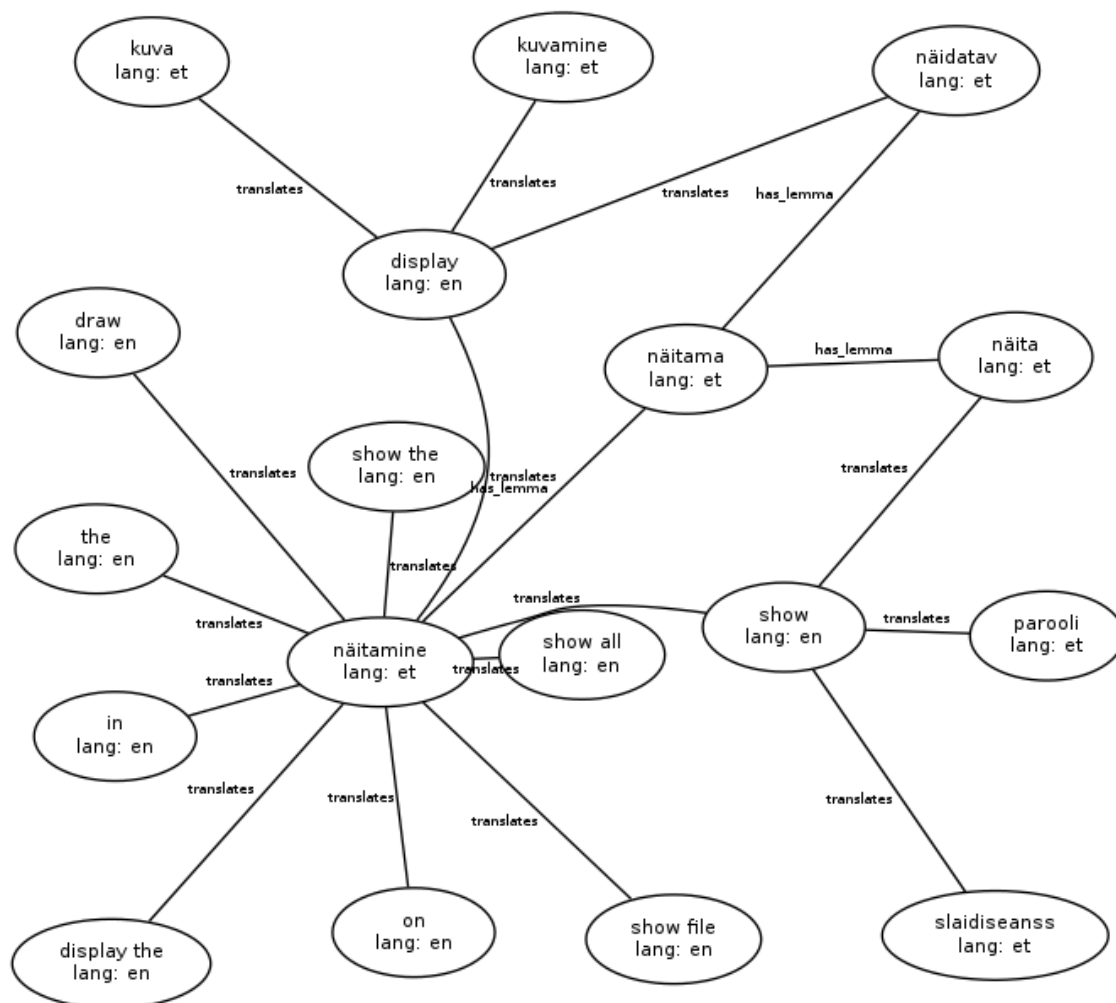 kuva
lang: et
kuvamine
lang: et
näidatav
lang: et
translates
translates
translates
has_lemma
display
lang: en
draw
lang: en
näitama
lang: et
has_lemma
näita
lang: et
show the
lang: en
translates
translates
has_lemma
translates
the
lang: en
translates
translates
translates
näitamine
lang: et
translates
show all
lang: en
show
lang: en
translates
parooli
lang: et
translates
in
lang: en
translates
translates
translates
translates
display the
lang: en
on
lang: en
show file
lang: en
slaidiseanss
lang: et